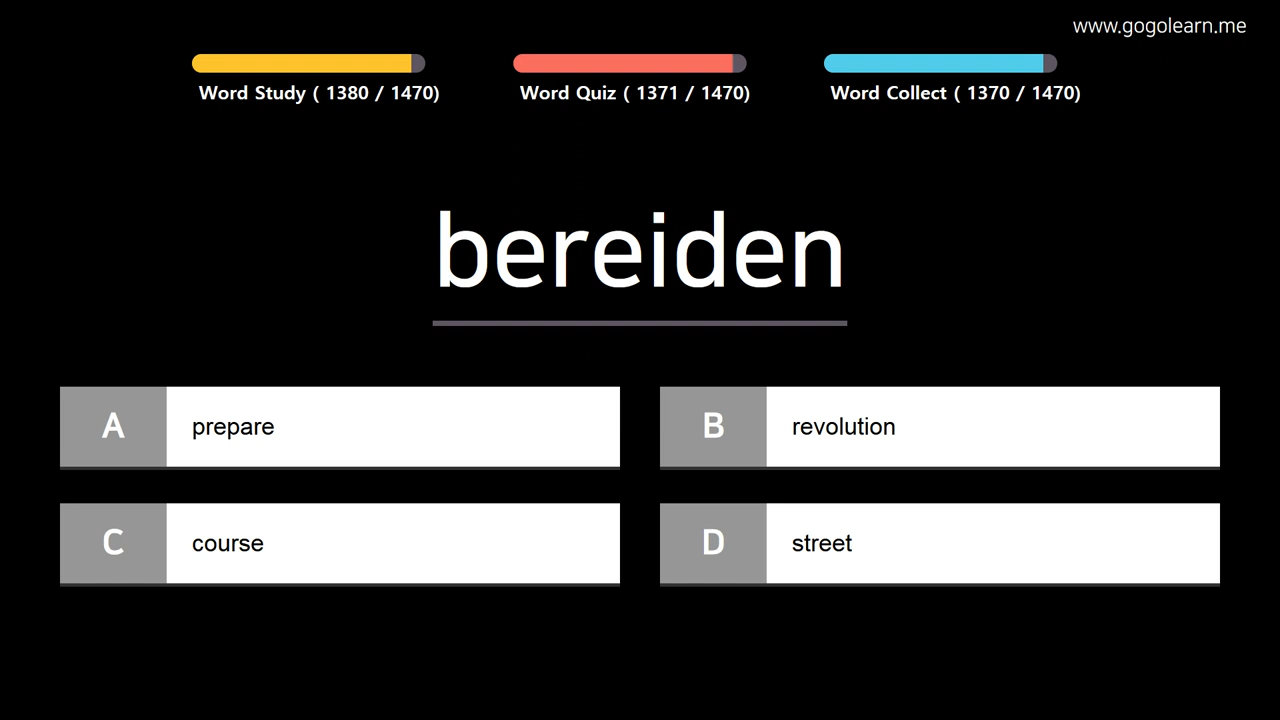 www.gogolearn.me
Word Study ( 1380 / 1470)
Word Quiz ( 1371 / 1470)
Word Collect ( 1370 / 1470)
bereiden
A prepare
B revolution
C course
D street